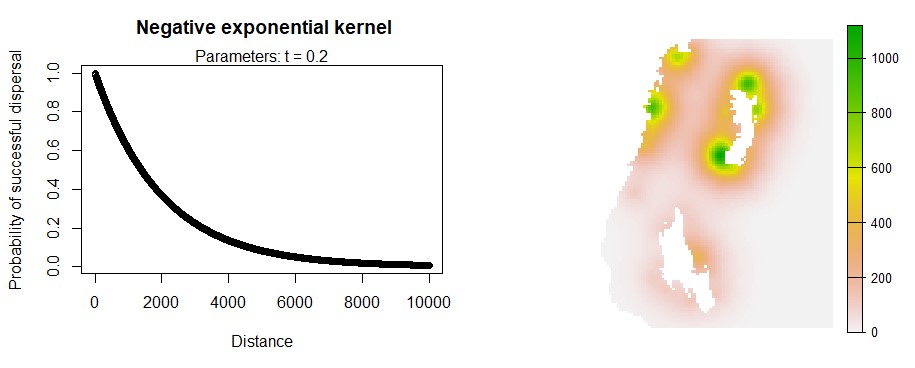 Negative exponential kernel
Parameters: t = 0.2
Probability of successful dispersal
1.0
0.8
0.6
0.4
0.2
0.0
0 2000 4000 6000 8000 10000
Distance
1000
800
600
400
200
0